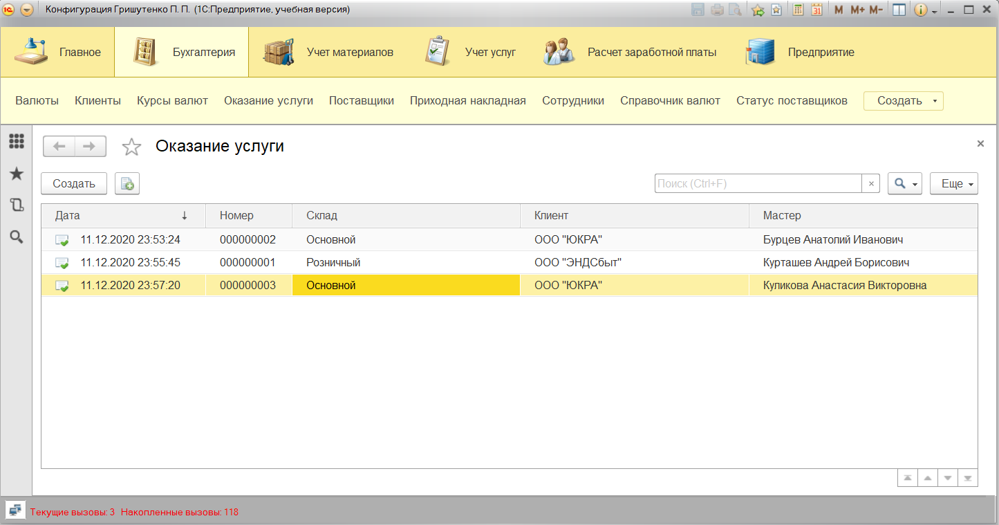 Конфигурация Гришутенко П. П. (1С:Предприятие, учебная версия) 31 M M+ M-
Главное Бухгалтерия Учет материалов Учет услуг Расчет заработной платы Предприятие
Валюты Клиенты Курсы валют Оказание услуги Поставщики Приходная накладная Сотрудники Справочник валют Статус поставщиков Создать
Оказание услуги
Создать Поиск (Ctrl+F) Еще
Дата Номер Склад Клиент Мастер
11.12.2020 23:53:24 000000002 Основной ООО "ЮКРА" Бурцев Анатолий Иванович
11.12.2020 23:55:45 000000001 Розничный ООО "ЭНДСбыт" Курташев Андрей Борисович
11.12.2020 23:57:20 000000003 Основной ООО "ЮКРА" Куликова Анастасия Викторовна
Текущие вызовы: 3 Накопленные вызовы: 118